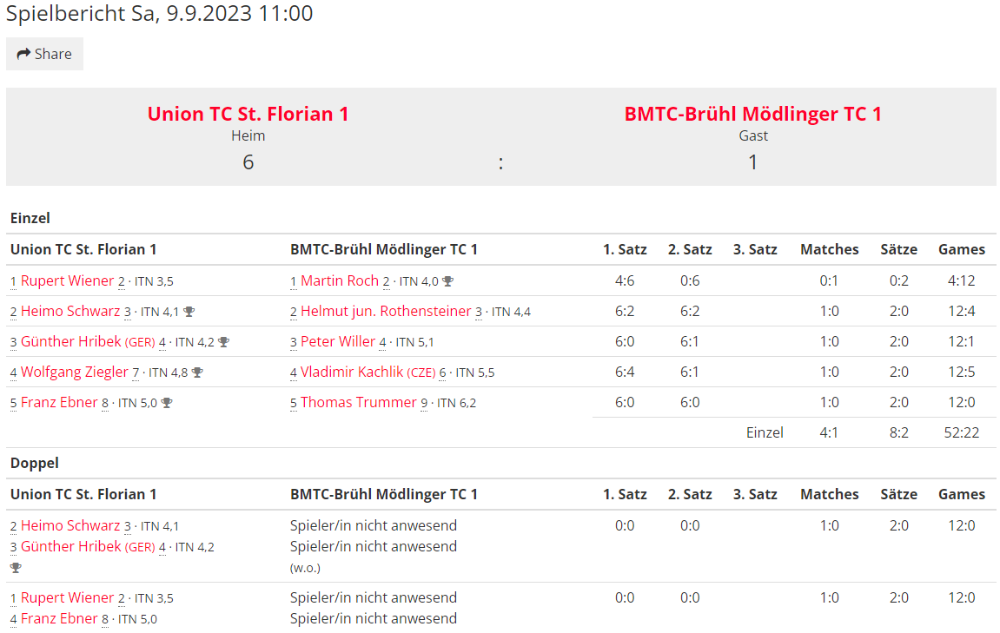 Spielbericht Sa, 9.9.2023 11:00
Share
Union TC St. Florian 1 BMTC-Brühl Mödlinger TC 1
Heim Gast
6 : 1
Einzel
Union TC St. Florian 1 BMTC-Brühl Mödlinger TC 1 1. Satz 2. Satz 3. Satz Matches Sätze Games
1 Rupert Wiener 2 · ITN 3,5 1 Martin Roch 2 · ITN 4,0 4:6 0:6 0:1 0:2 4:12
2 Heimo Schwarz 3 · ITN 4,1 2 Helmut jun. Rothensteiner 3 · ITN 4,4 6:2 6:2 1:0 2:0 12:4
3 Günther Hribek (GER) 4 · ITN 4,2 3 Peter Willer 4 · ITN 5,1 6:0 6:1 1:0 2:0 12:1
4 Wolfgang Ziegler 7 · ITN 4,8 4 Vladimir Kachlik (CZE) 6 · ITN 5,5 6:4 6:1 1:0 2:0 12:5
5 Franz Ebner 8 · ITN 5,0 5 Thomas Trummer 9 · ITN 6,2 6:0 6:0 1:0 2:0 12:0
Einzel 4:1 8:2 52:22
Doppel
Union TC St. Florian 1 BMTC-Brühl Mödlinger TC 1 1. Satz 2. Satz 3. Satz Matches Sätze Games
2 Heimo Schwarz 3 · ITN 4,1 Spieler/in nicht anwesend 0:0 0:0 1:0 2:0 12:0
3 Günther Hribek (GER) 4 · ITN 4,2 Spieler/in nicht anwesend
(w.o.)
1 Rupert Wiener 2 · ITN 3,5 Spieler/in nicht anwesend 0:0 0:0 1:0 2:0 12:0
4 Franz Ebner 8 · ITN 5,0 Spieler/in nicht anwesend